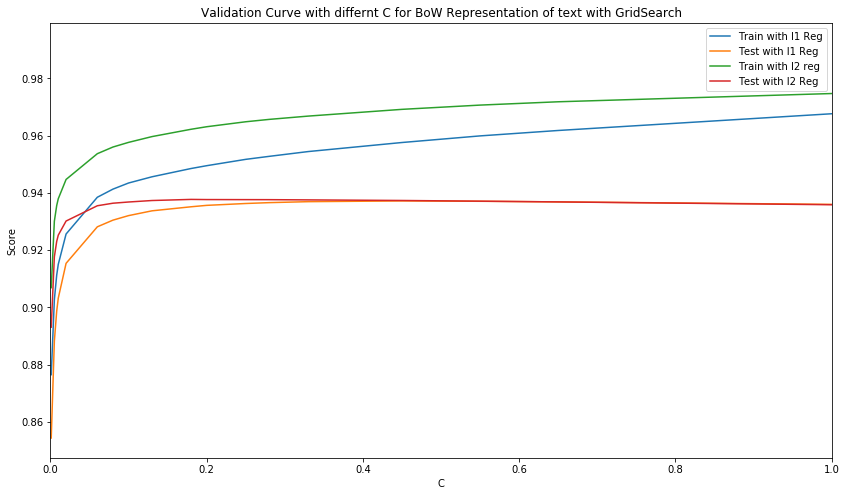 Validation Curve with differnt C for BoW Representation of text with GridSearch
Train with l1 Reg
Test with l1 Reg
Train with l2 reg
Test with l2 Reg
Score
0.98
0.96
0.94
0.92
0.90
0.88
0.86
0.0 0.2 0.4 0.6 0.8 1.0
C